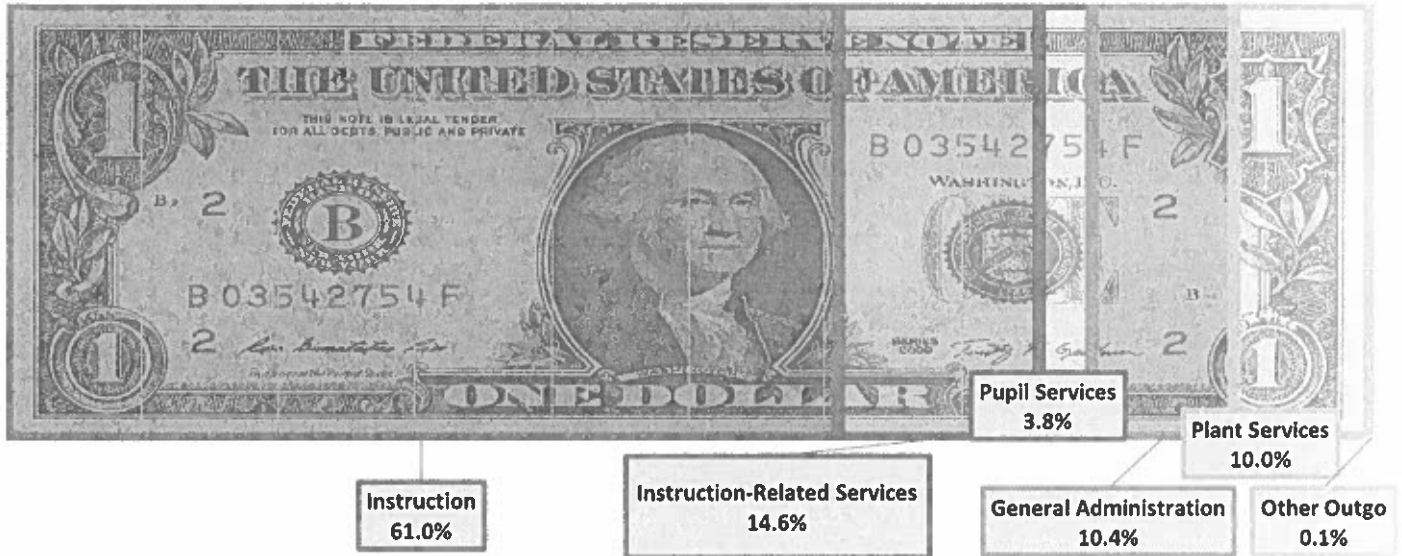 FEDERAL RESERVE NOTE
THE UNITED STATES OF AMERICA
THIS NOTE IS LEGAL TENDER
FOR ALL DEBTS, PUBLIC AND PRIVATE
B 03542754 F
WASHINGTON, D.C.
2
2
B
B 03542754 F
2
2
SERIES
1
1
1
1
ONE DOLLAR
Pupil Services
3.8%
Plant Services
10.0%
Instruction
61.0%
Instruction-Related Services
14.6%
General Administration
10.4%
Other Outgo
0.1%